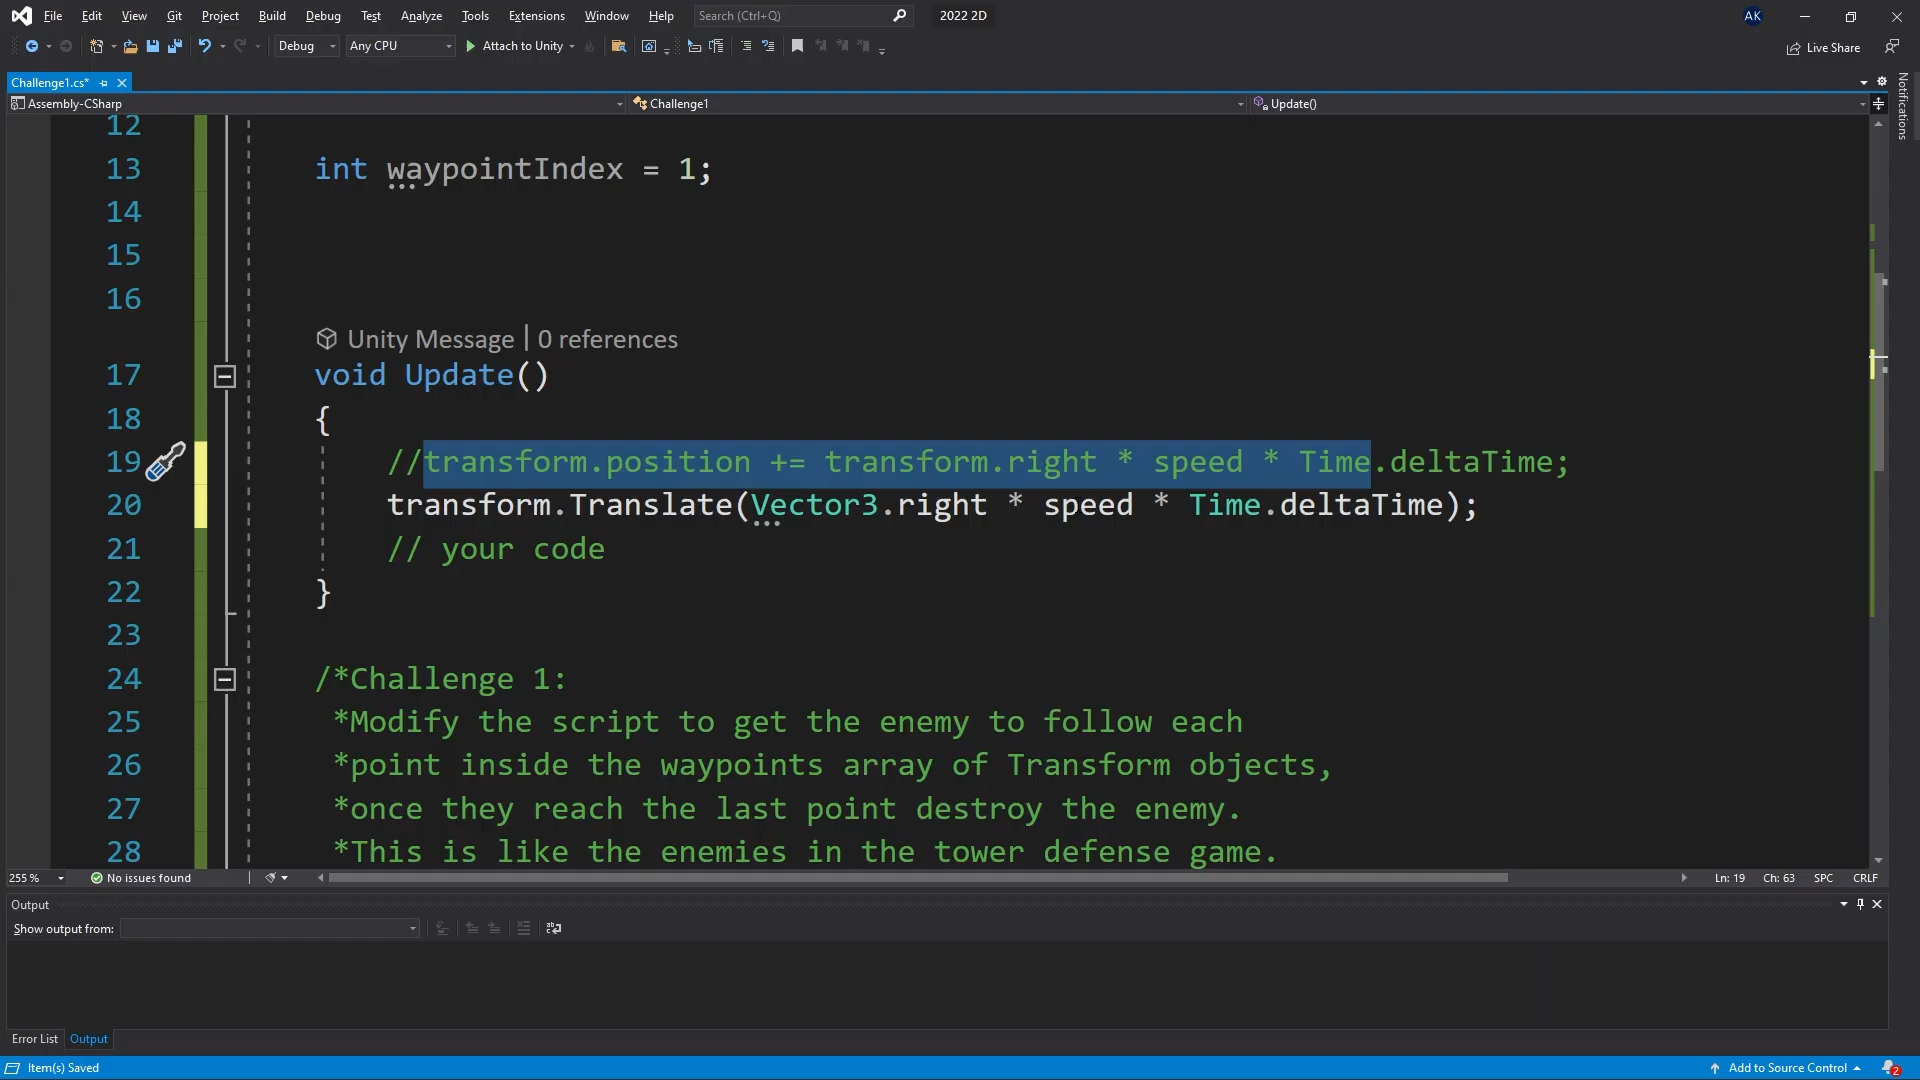 File Edit View Git Project Build Debug Test Analyze Tools Extensions Window Help Search (Ctrl+Q) 2022 2D AK
Debug Any CPU Attach to Unity Live Share
Challenge1.cs*
Assembly-CSharp Challenge1 Update()
Notifications
12
13 int waypointIndex = 1;
14
15
16
Unity Message | 0 references
17 void Update()
18 {
19 //transform.position += transform.right * speed * Time.deltaTime;
20 transform.Translate(Vector3.right * speed * Time.deltaTime);
21 // your code
22 }
23
24 /*Challenge 1:
25 *Modify the script to get the enemy to follow each
26 *point inside the waypoints array of Transform objects,
27 *once they reach the last point destroy the enemy.
28 *This is like the enemies in the tower defense game.
255 % No issues found Ln: 19 Ch: 63 SPC CRLF
Output
Show output from:
Error List Output
Item(s) Saved Add to Source Control 2